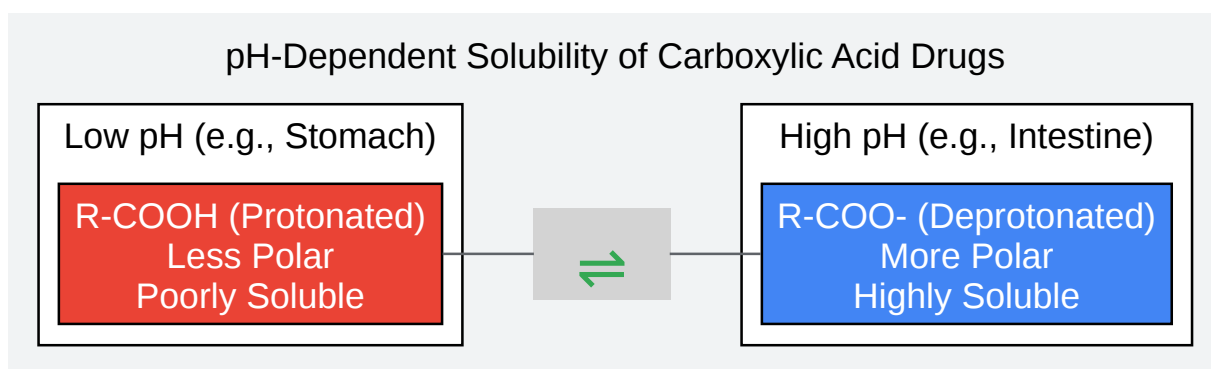 pH-Dependent Solubility of Carboxylic Acid Drugs
Low pH (e.g., Stomach)
R-COOH (Protonated)
Less Polar
Poorly Soluble
⇌
High pH (e.g., Intestine)
R-COO- (Deprotonated)
More Polar
Highly Soluble